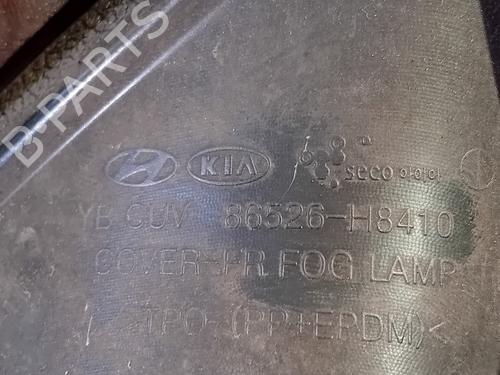 B-PARTS
KIA seco
YB CUV 86526-H8410
COVER-FR FOG LAMP
TPO-(PP+EPDM)<